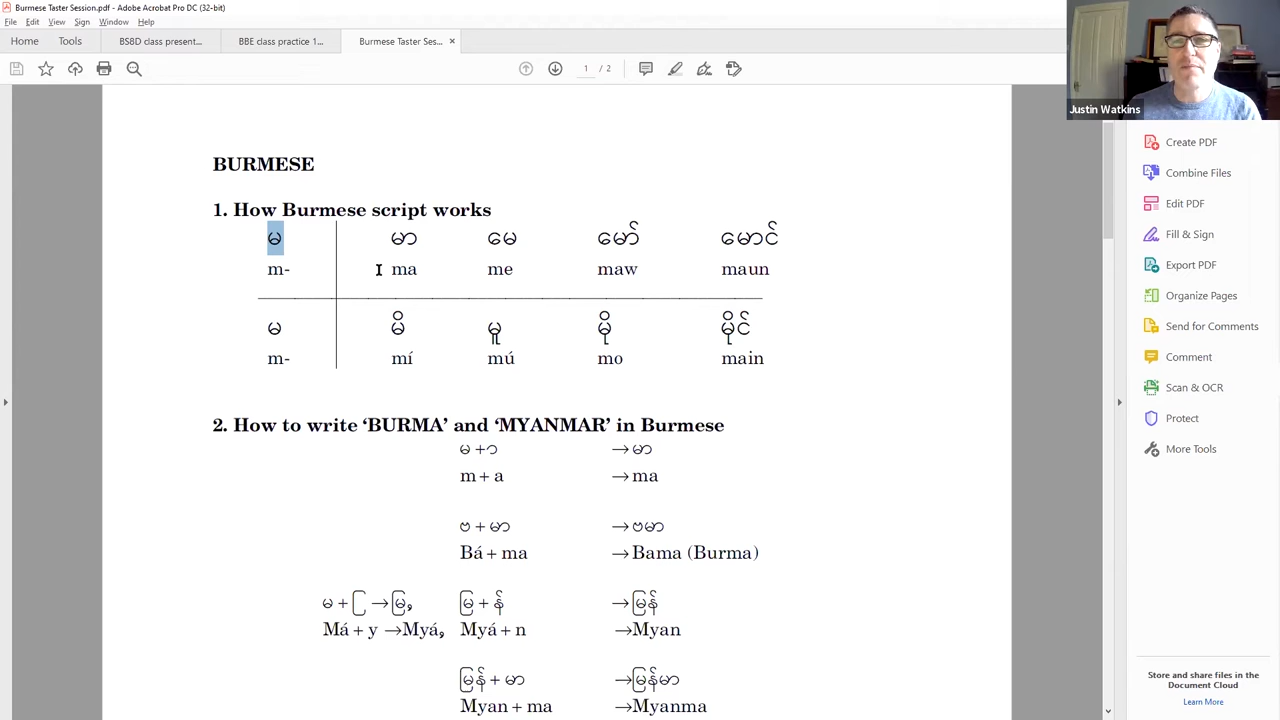 Burmese Taster Session.pdf - Adobe Acrobat Pro DC (32-bit)
File Edit View Sign Window Help
Home Tools BSBD class present... BBE class practice 1... Burmese Taster Ses... ×
1 / 2
Justin Watkins
BURMESE
1. How Burmese script works
မ မာ မေ မော် မောင်
m- ma me maw maun
မ မိ မူ မို မိုင်
m- mí mú mo main
2. How to write ‘BURMA’ and ‘MYANMAR’ in Burmese
မ + ာ → မာ
m + a → ma
ဗ + မာ → ဗမာ
Bá + ma → Bama (Burma)
မ + ြ → မြ, မြ + န် → မြန်
Má + y → Myá, Myá + n → Myan
မြန် + မာ → မြန်မာ
Myan + ma → Myanma
Create PDF
Combine Files
Edit PDF
Fill & Sign
Export PDF
Organize Pages
Send for Comments
Comment
Scan & OCR
Protect
More Tools
Store and share files in the
Document Cloud
Learn More